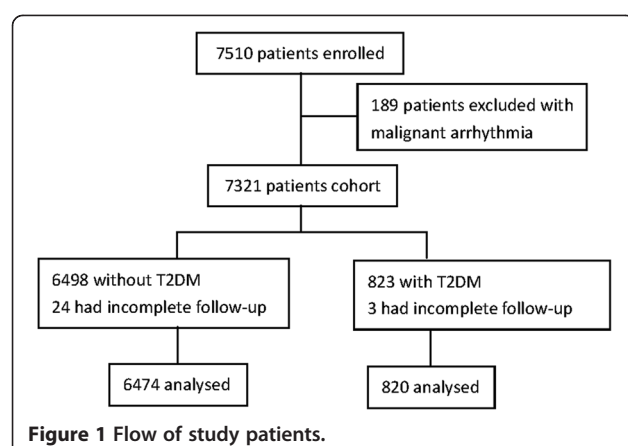 7510 patients enrolled
189 patients excluded with
malignant arrhythmia
7321 patients cohort
6498 without T2DM
24 had incomplete follow-up
823 with T2DM
3 had incomplete follow-up
6474 analysed
820 analysed
Figure 1 Flow of study patients.